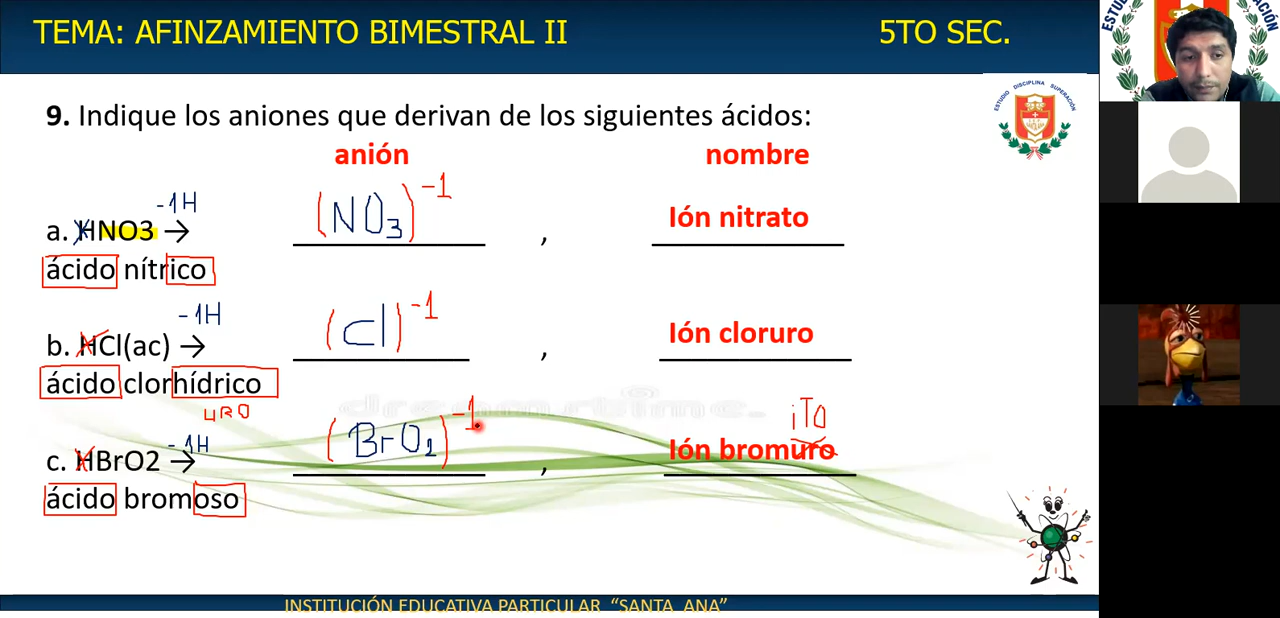 TEMA: AFINZAMIENTO BIMESTRAL II 5TO SEC.
ESTUDIO DISCIPLINA SUPERACIÓN
9. Indique los aniones que derivan de los siguientes ácidos:
anión nombre
-1H
a. HNO3 → (NO3)-1 , Ión nitrato
ácido nítrico
-1H
b. HCl(ac) → (Cl)-1 , Ión cloruro
ácido clorhídrico
URO
iTO
-1H
c. HBrO2 → (BrO2)-1 , Ión bromuro
ácido bromoso
INSTITUCIÓN EDUCATIVA PARTICULAR "SANTA ANA"